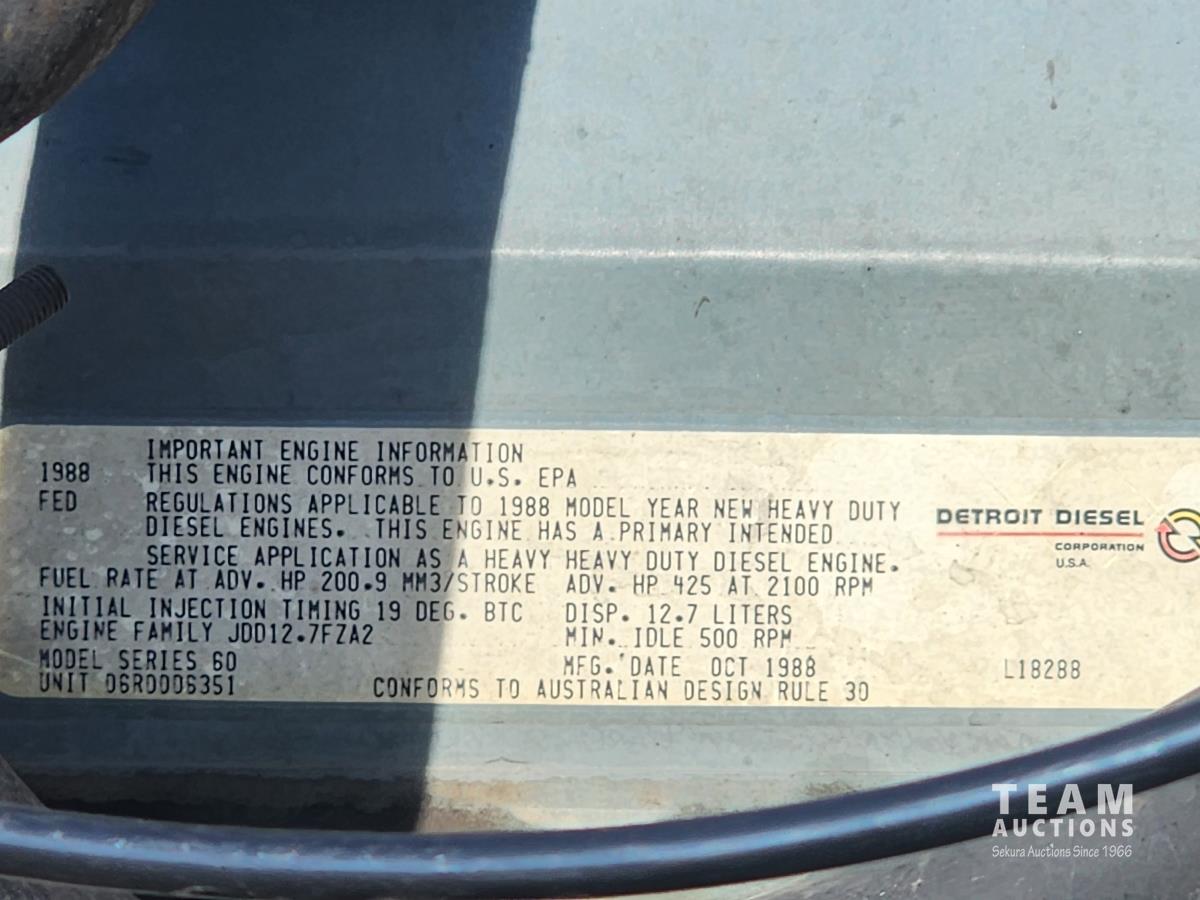 IMPORTANT ENGINE INFORMATION
1988 THIS ENGINE CONFORMS TO U.S. EPA
FED REGULATIONS APPLICABLE TO 1988 MODEL YEAR NEW HEAVY DUTY
DIESEL ENGINES. THIS ENGINE HAS A PRIMARY INTENDED
SERVICE APPLICATION AS A HEAVY HEAVY DUTY DIESEL ENGINE.
FUEL RATE AT ADV. HP 200.9 MM3/STROKE ADV. HP 425 AT 2100 RPM
INITIAL INJECTION TIMING 19 DEG. BTC DISP. 12.7 LITERS
ENGINE FAMILY JDD12.7FZA2 MIN. IDLE 500 RPM
MODEL SERIES 60 MFG. DATE OCT 1988 L18288
UNIT 06R0006351 CONFORMS TO AUSTRALIAN DESIGN RULE 30
DETROIT DIESEL
CORPORATION
U.S.A.
TEAM
AUCTIONS
Sekura Auctions Since 1966